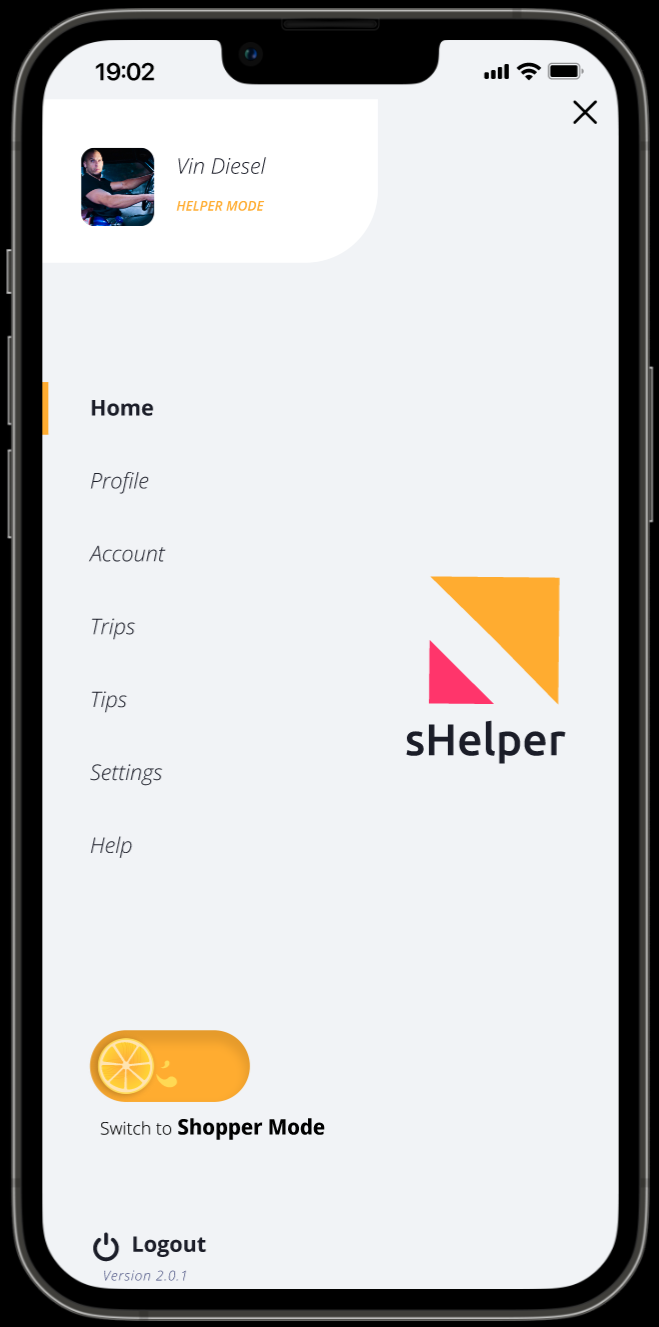 19:02
Vin Diesel
HELPER MODE
Home
Profile
Account
Trips
Tips
Settings
Help
sHelper
Switch to Shopper Mode
Logout
Version 2.0.1